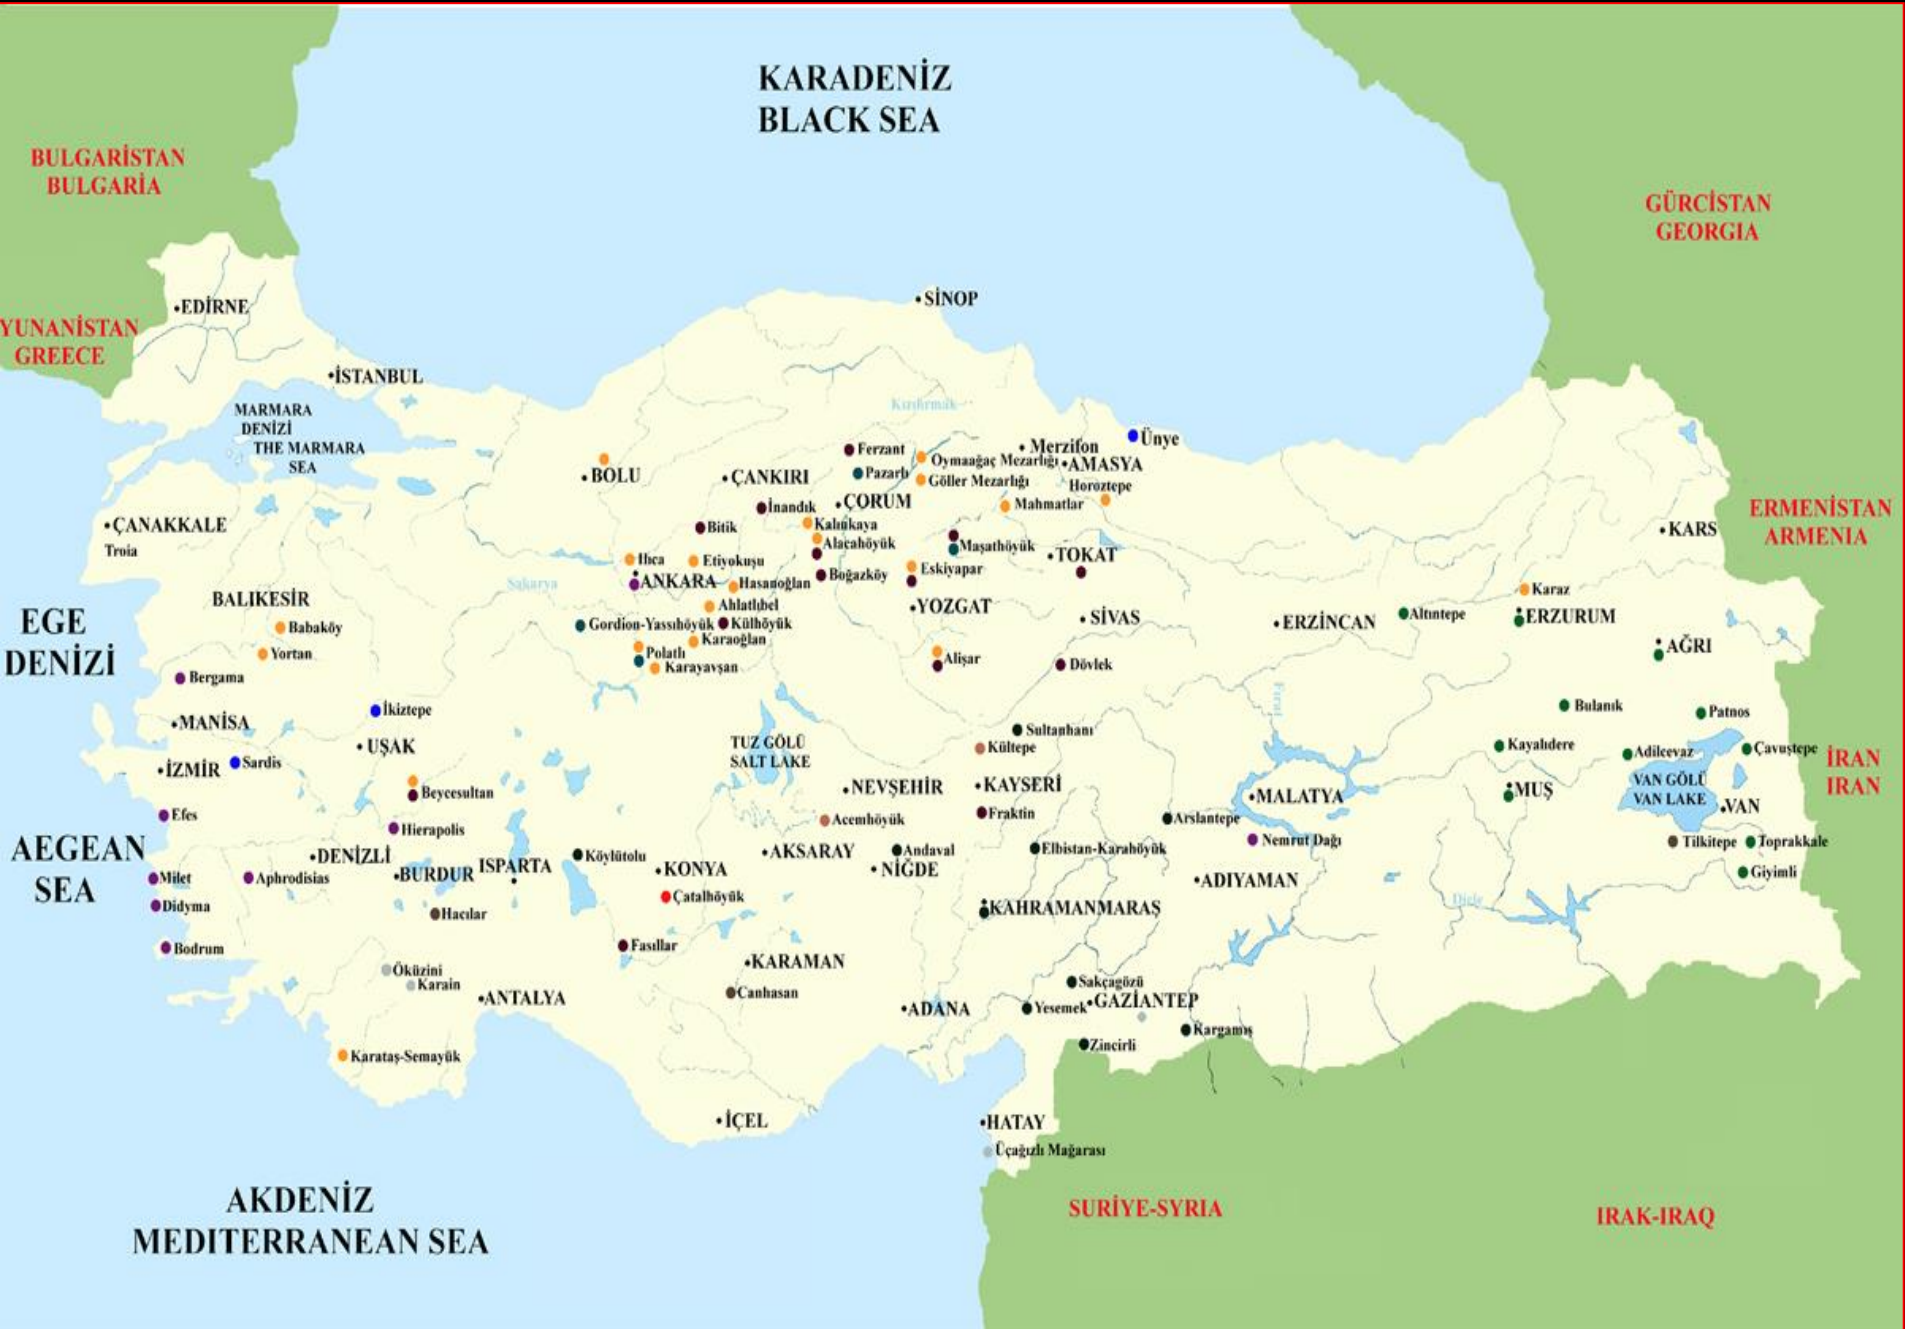 KARADENİZ
BLACK SEA
BULGARİSTAN
BULGARİA
GÜRCİSTAN
GEORGIA
YUNANİSTAN
GREECE
EDİRNE
SİNOP
İSTANBUL
MARMARA
DENİZİ
THE MARMARA
SEA
Kızılırmak
Ferzant
Merzifon
Ünye
BOLU
ÇANKIRI
Pazarlı
Oymaağaç Mezarlığı
AMASYA
Göller Mezarlığı
Horoztepe
İnandık
ÇORUM
Mahmatlar
ERMENİSTAN
ARMENIA
ÇANAKKALE
Troia
Bitik
Kalınkaya
Alacahöyük
Maşathöyük
TOKAT
KARS
Ilıca
Etiyokuşu
Eskiyapar
Boğazköy
Sakarya
ANKARA
Hasanoğlan
Karaz
BALIKESİR
Ahlatlıbel
YOZGAT
SİVAS
ERZİNCAN
Altıntepe
ERZURUM
EGE
DENİZİ
Babaköy
Gordion-Yassıhöyük
Külhöyük
Karaoğlan
Yortan
Polatlı
Karayavşan
Alişar
Dövlek
AĞRI
Bergama
Fırat
İkiztepe
Bulanık
Patnos
MANİSA
UŞAK
Sultanhanı
TUZ GÖLÜ
SALT LAKE
Kültepe
Kayalıdere
Adilcevaz
Çavuştepe
İRAN
IRAN
İZMİR
Sardis
Beycesultan
NEVŞEHİR
KAYSERİ
MALATYA
MUŞ
VAN GÖLÜ
VAN LAKE
VAN
Efes
Hierapolis
Acemhöyük
Fraktin
Arslantepe
Nemrut Dağı
Tilkitepe
Toprakkale
AEGEAN
SEA
DENİZLİ
Köylütolu
AKSARAY
Andaval
Elbistan-Karahöyük
Milet
Aphrodisias
BURDUR
ISPARTA
KONYA
NİĞDE
ADIYAMAN
Giyimli
Didyma
Hacılar
Çatalhöyük
KAHRAMANMARAŞ
Dicle
Bodrum
Fasıllar
Öküzini
Karain
KARAMAN
ANTALYA
Canhasan
ADANA
Sakçagözü
Yesemek
GAZİANTEP
Kargamış
Zincirli
Karataş-Semayük
İÇEL
HATAY
Üçağızlı Mağarası
AKDENİZ
MEDITERRANEAN SEA
SURİYE-SYRIA
IRAK-IRAQ